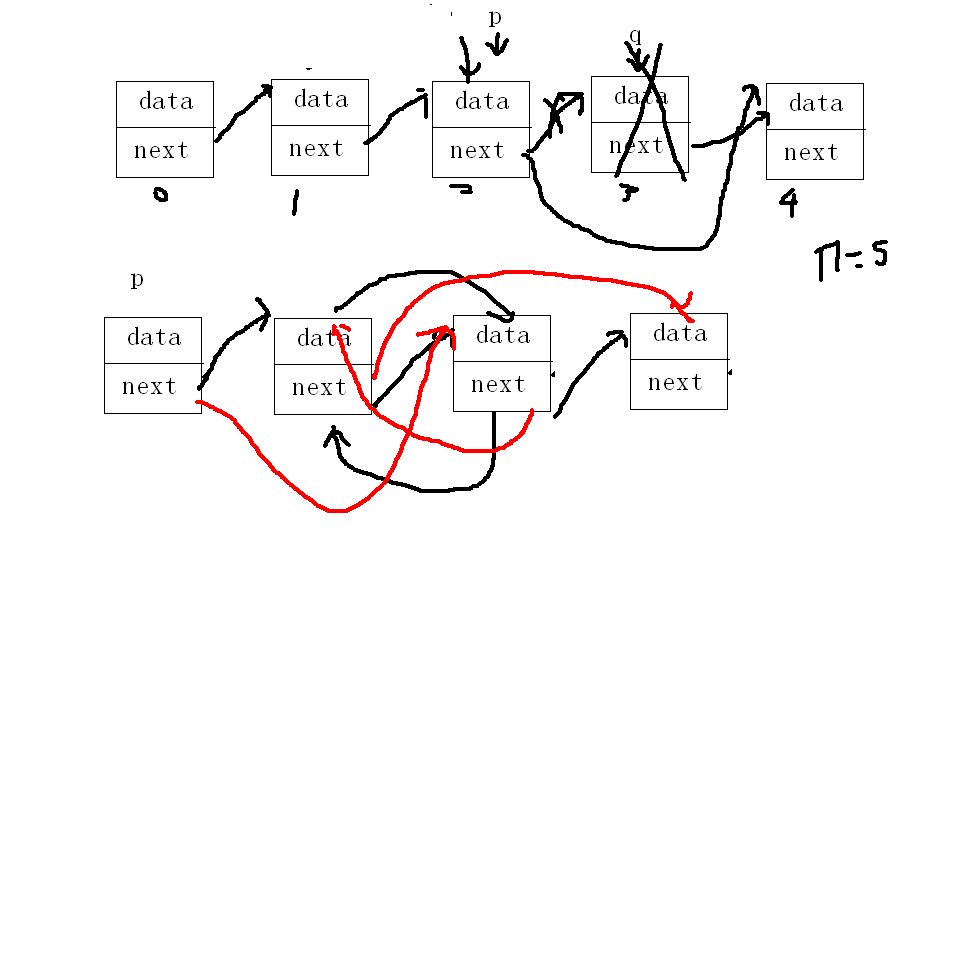 p
q
data data data data data
next next next next next
0 1 2 3 4
n=5
p
data data data data
next next next next